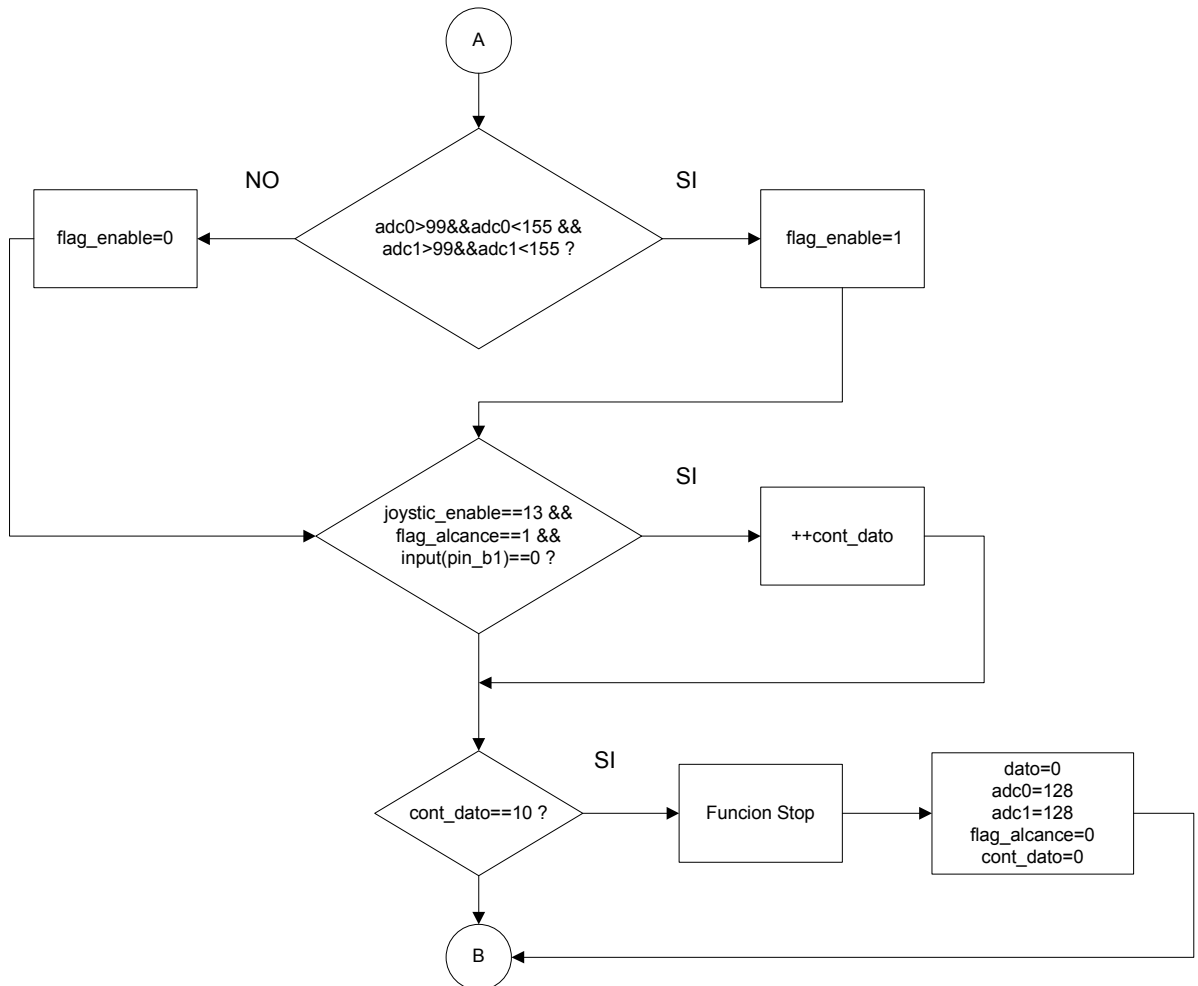 A
NO
SI
adc0>99&&adc0<155 &&
adc1>99&&adc1<155 ?
flag_enable=0
flag_enable=1
SI
joystic_enable==13 &&
flag_alcance==1 &&
input(pin_b1)==0 ?
++cont_dato
SI
cont_dato==10 ?
Funcion Stop
dato=0
adc0=128
adc1=128
flag_alcance=0
cont_dato=0
B